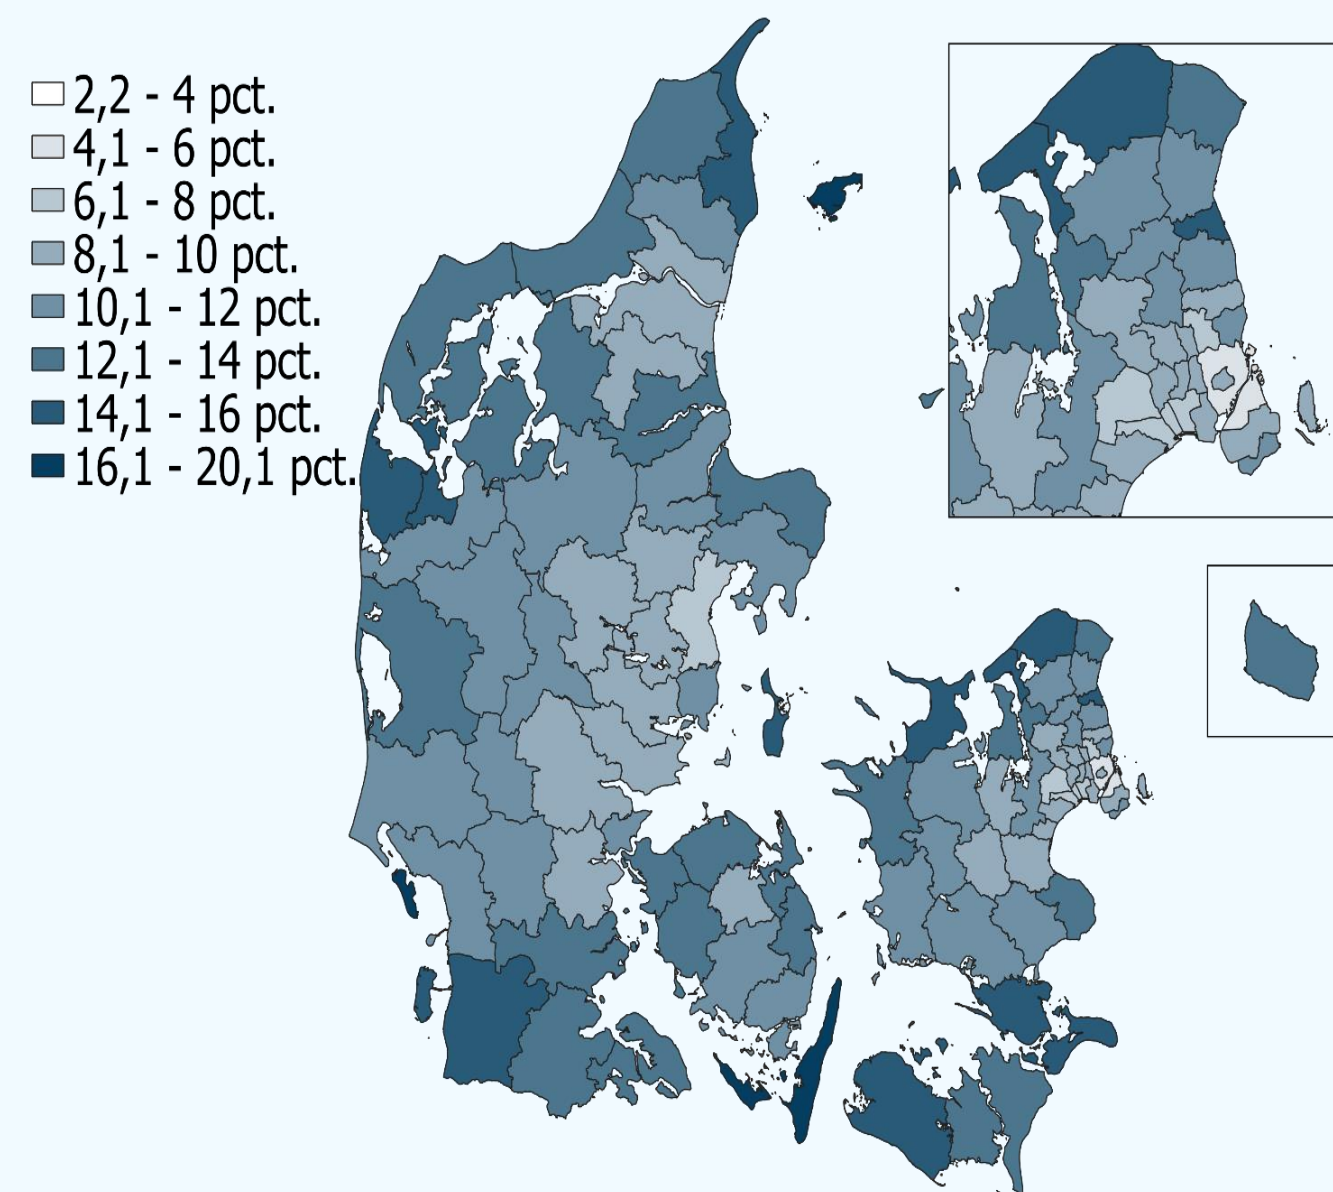 2,2 - 4 pct.
4,1 - 6 pct.
6,1 - 8 pct.
8,1 - 10 pct.
10,1 - 12 pct.
12,1 - 14 pct.
14,1 - 16 pct.
16,1 - 20,1 pct.